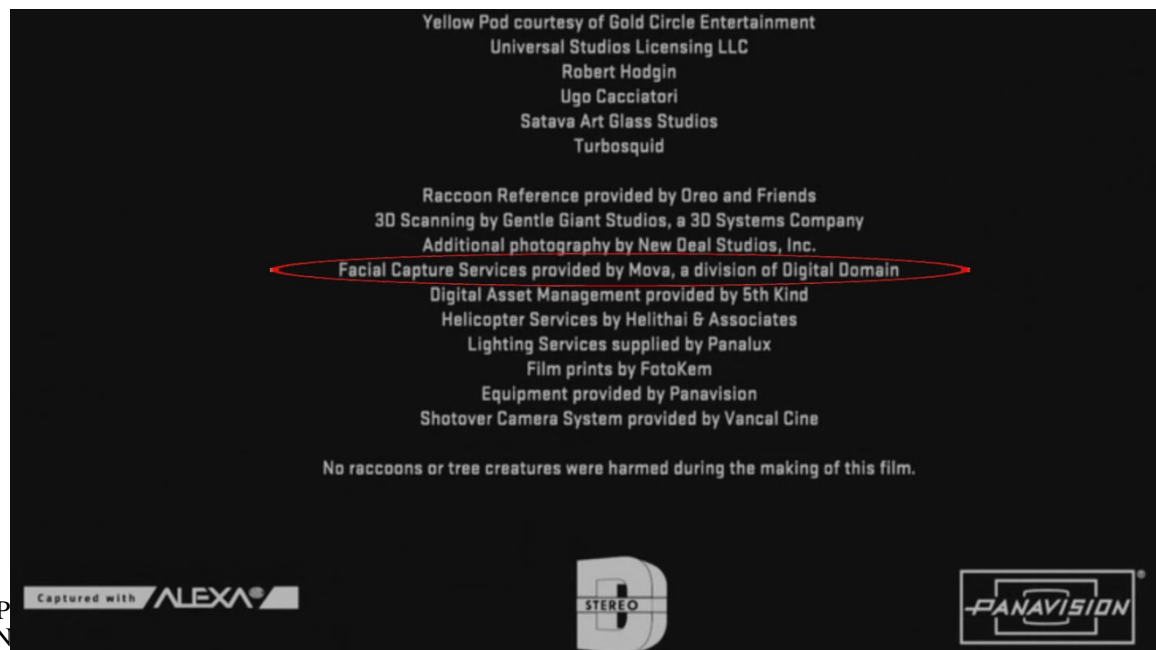 Yellow Pod courtesy of Gold Circle Entertainment
Universal Studios Licensing LLC
Robert Hodgin
Ugo Cacciatori
Satava Art Glass Studios
Turbosquid
Raccoon Reference provided by Oreo and Friends
3D Scanning by Gentle Giant Studios, a 3D Systems Company
Additional photography by New Deal Studios, Inc.
Facial Capture Services provided by Mova, a division of Digital Domain
Digital Asset Management provided by 5th Kind
Helicopter Services by Helithai & Associates
Lighting Services supplied by Panalux
Film prints by FotoKem
Equipment provided by Panavision
Shotover Camera System provided by Vancal Cine
No raccoons or tree creatures were harmed during the making of this film.
Captured with ALEXA
D STEREO
PANAVISION®
P
N